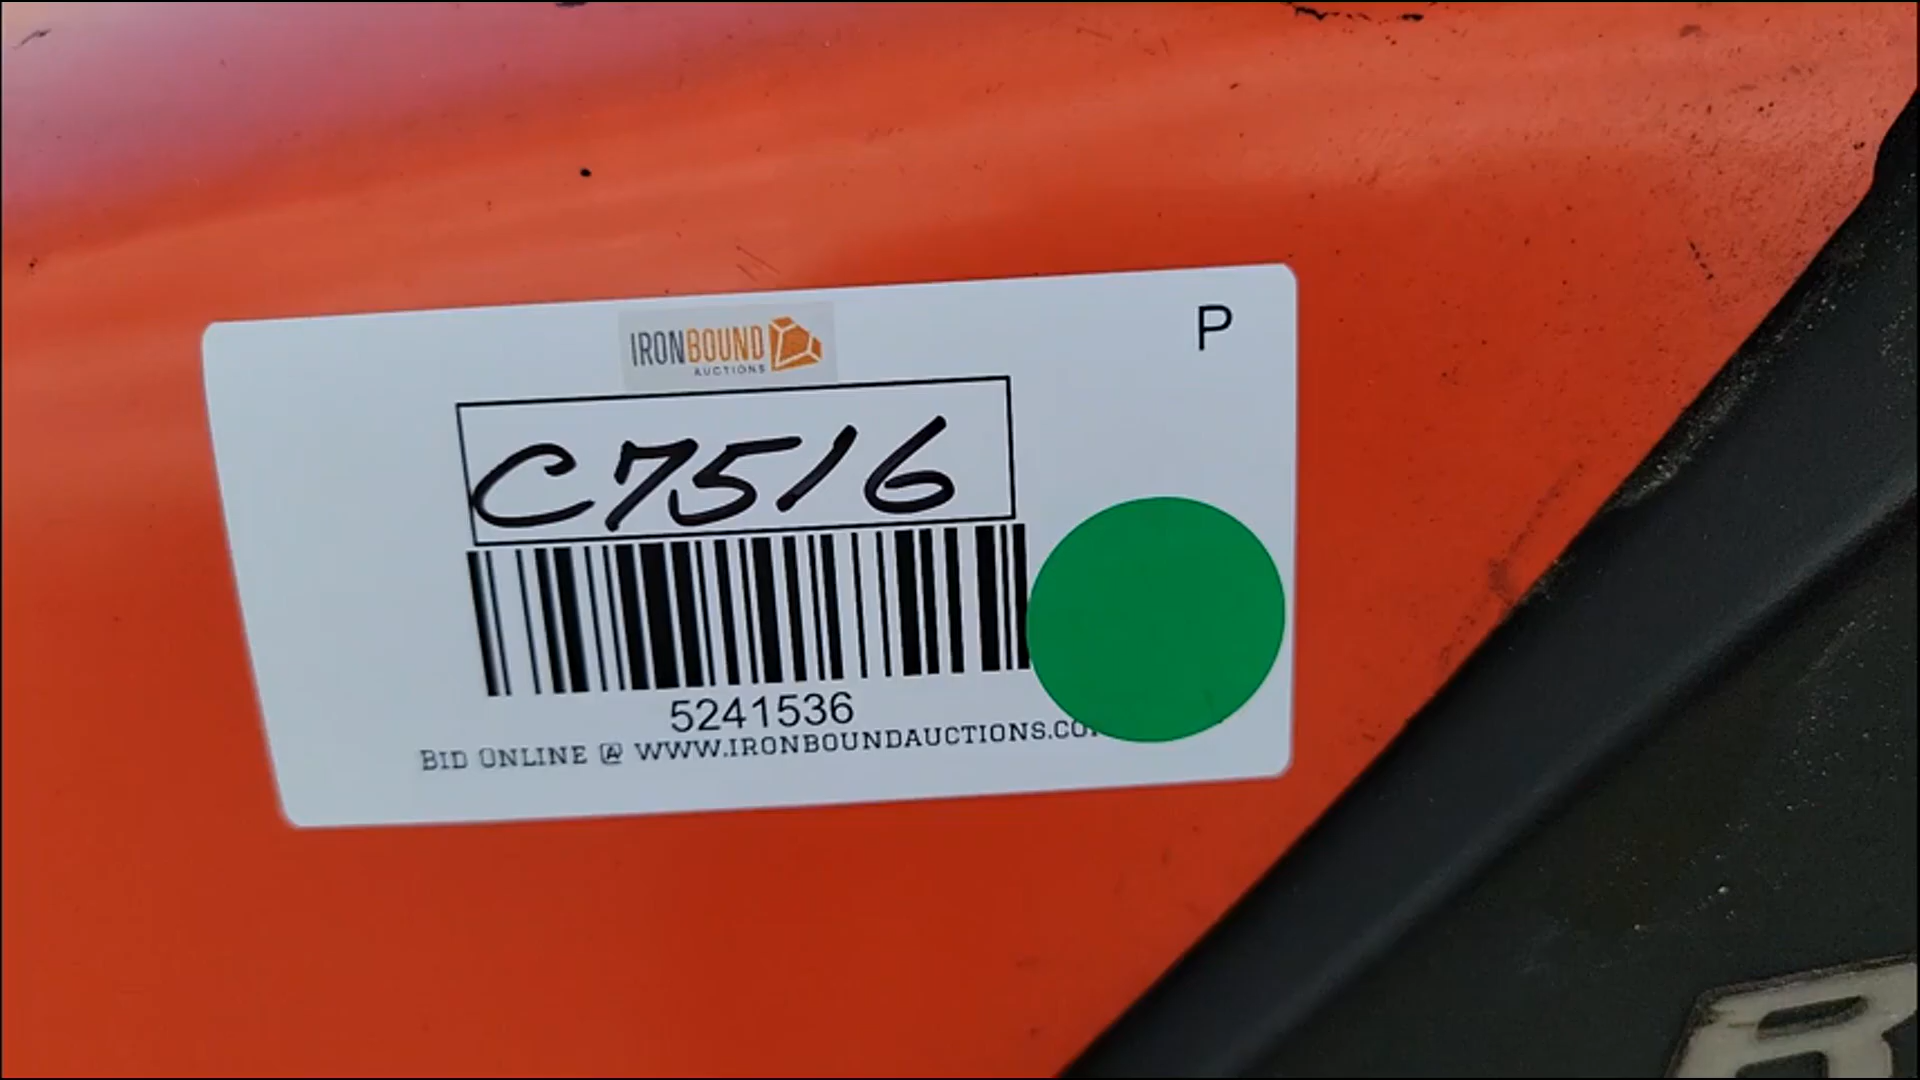 IRONBOUND
AUCTIONS
P
C7516
5241536
BID ONLINE @ WWW.IRONBOUNDAUCTIONS.CO
R